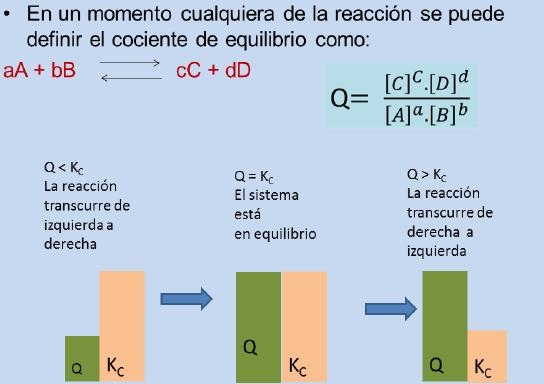 • En un momento cualquiera de la reacción se puede
definir el cociente de equilibrio como:
aA + bB ⇄ cC + dD
Q= [C]^C.[D]^d / [A]^a.[B]^b
Q < K_C
La reacción
transcurre de
izquierda a
derecha
Q = K_C
El sistema
está
en equilibrio
Q > K_C
La reacción
transcurre de
derecha a
izquierda
Q K_C
Q K_C
Q K_C